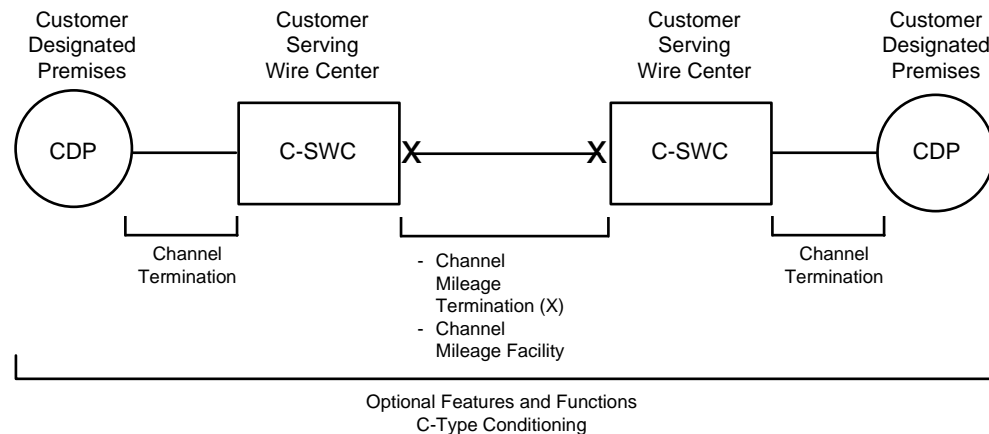 Customer
Designated
Premises
Customer
Serving
Wire Center
Customer
Serving
Wire Center
Customer
Designated
Premises
CDP
C-SWC
X
X
C-SWC
CDP
Channel
Termination
- Channel
Mileage
Termination (X)
- Channel
Mileage Facility
Channel
Termination
Optional Features and Functions
C-Type Conditioning